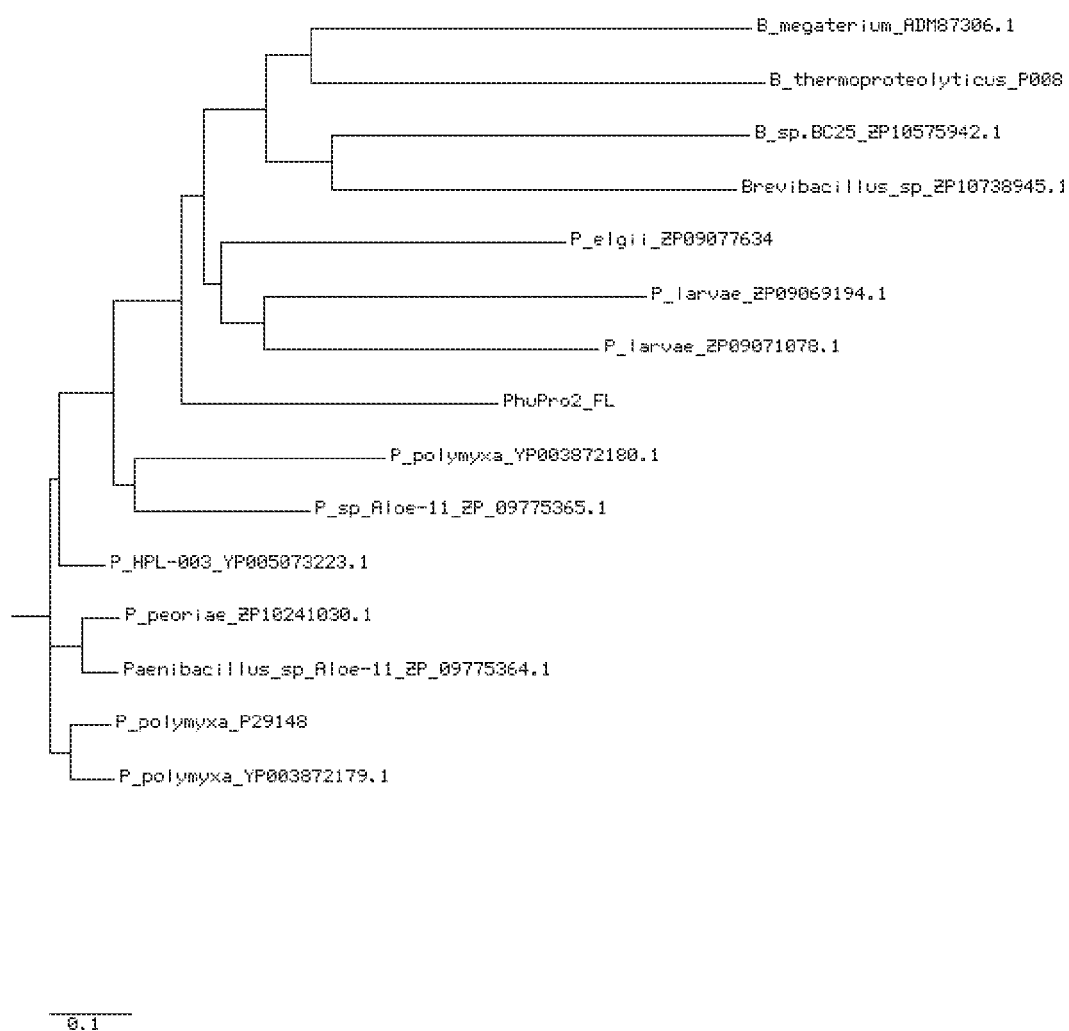 B_megaterium_ADM87306.1
B_thermoproteolyticus_P008
B_sp.BC25_ZP10575942.1
Brevibacillus_sp_ZP10738945.1
P_elgii_ZP09077634
P_larvae_ZP09069194.1
P_larvae_ZP09071078.1
PhuPro2_FL
P_polymyxa_YP003872180.1
P_sp_Aloe-11_ZP_09775365.1
P_HPL-003_YP005073223.1
P_peoriae_ZP10241030.1
Paenibacillus_sp_Aloe-11_ZP_09775364.1
P_polymyxa_P29148
P_polymyxa_YP003872179.1
0.1